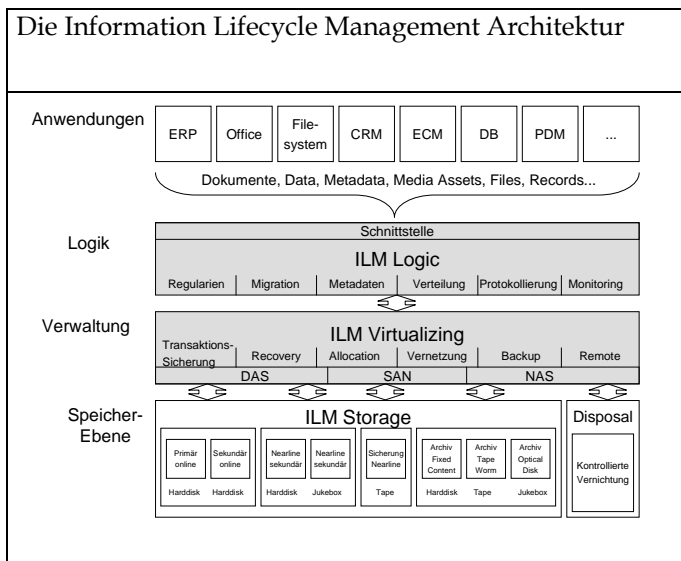 Die Information Lifecycle Management Architektur
Anwendungen
ERP
Office
File-
system
CRM
ECM
DB
PDM
...
Dokumente, Data, Metadata, Media Assets, Files, Records...
Logik
Schnittstelle
ILM Logic
Regularien
Migration
Metadaten
Verteilung
Protokollierung
Monitoring
Verwaltung
ILM Virtualizing
Transaktions-
Sicherung
Recovery
Allocation
Vernetzung
Backup
Remote
DAS
SAN
NAS
Speicher-
Ebene
ILM Storage
Primär
online
Sekundär
online
Harddisk
Harddisk
Nearline
sekundär
Nearline
sekundär
Harddisk
Jukebox
Sicherung
Nearline
Tape
Archiv
Fixed
Content
Archiv
Tape
Worm
Archiv
Optical
Disk
Harddisk
Tape
Jukebox
Disposal
Kontrollierte
Vernichtung